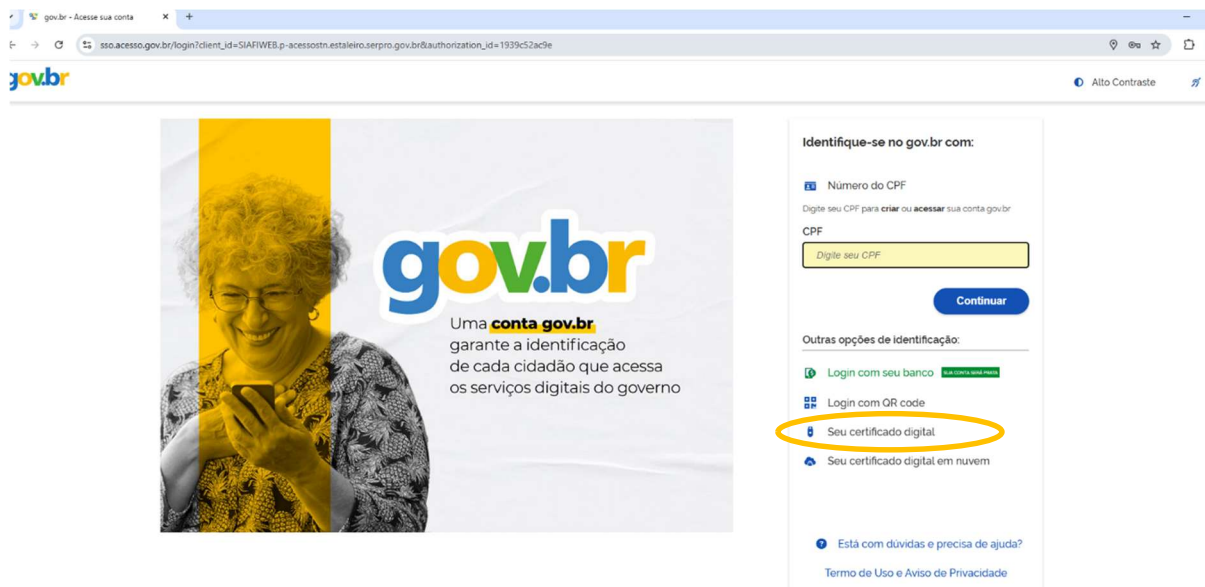 gov.br - Acesse sua conta
sso.acesso.gov.br/login?client_id=SIAFIWEB.p-acessostn.estaleiro.serpro.gov.br&authorization_id=1939c52ac9e
gov.br
Alto Contraste
gov.br
Uma conta gov.br
garante a identificação
de cada cidadão que acessa
os serviços digitais do governo
Identifique-se no gov.br com:
Número do CPF
Digite seu CPF para criar ou acessar sua conta gov.br
CPF
Digite seu CPF
Continuar
Outras opções de identificação:
Login com seu banco SUA CONTA SERÁ PRATA
Login com QR code
Seu certificado digital
Seu certificado digital em nuvem
Está com dúvidas e precisa de ajuda?
Termo de Uso e Aviso de Privacidade